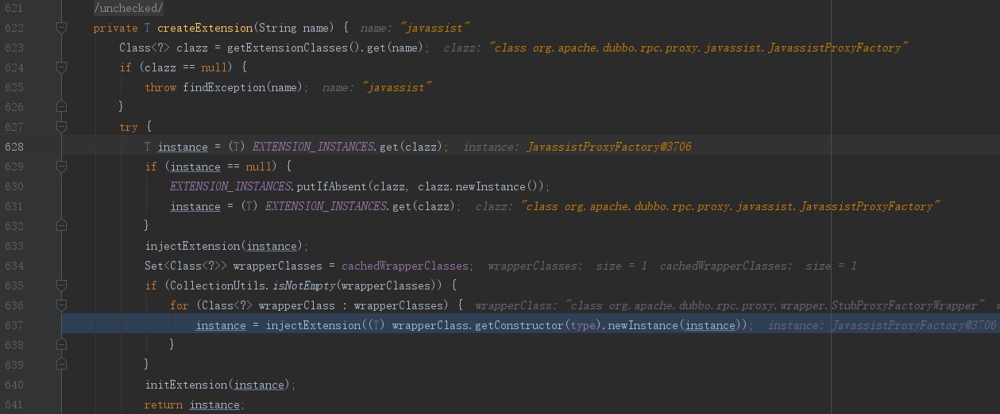 621 /unchecked/
622 private T createExtension(String name) { name: "javassist"
623 Class<?> clazz = getExtensionClasses().get(name); clazz: "class org.apache.dubbo.rpc.proxy.javassist.JavassistProxyFactory"
624 if (clazz == null) {
625 throw findException(name); name: "javassist"
626 }
627 try {
628 T instance = (T) EXTENSION_INSTANCES.get(clazz); instance: JavassistProxyFactory@3706
629 if (instance == null) {
630 EXTENSION_INSTANCES.putIfAbsent(clazz, clazz.newInstance());
631 instance = (T) EXTENSION_INSTANCES.get(clazz); clazz: "class org.apache.dubbo.rpc.proxy.javassist.JavassistProxyFactory"
632 }
633 injectExtension(instance);
634 Set<Class<?>> wrapperClasses = cachedWrapperClasses; wrapperClasses: size = 1 cachedWrapperClasses: size = 1
635 if (CollectionUtils.isNotEmpty(wrapperClasses)) {
636 for (Class<?> wrapperClass : wrapperClasses) { wrapperClass: "class org.apache.dubbo.rpc.proxy.wrapper.StubProxyFactoryWrapper"
637 instance = injectExtension((T) wrapperClass.getConstructor(type).newInstance(instance)); instance: JavassistProxyFactory@3706
638 }
639 }
640 initExtension(instance);
641 return instance;